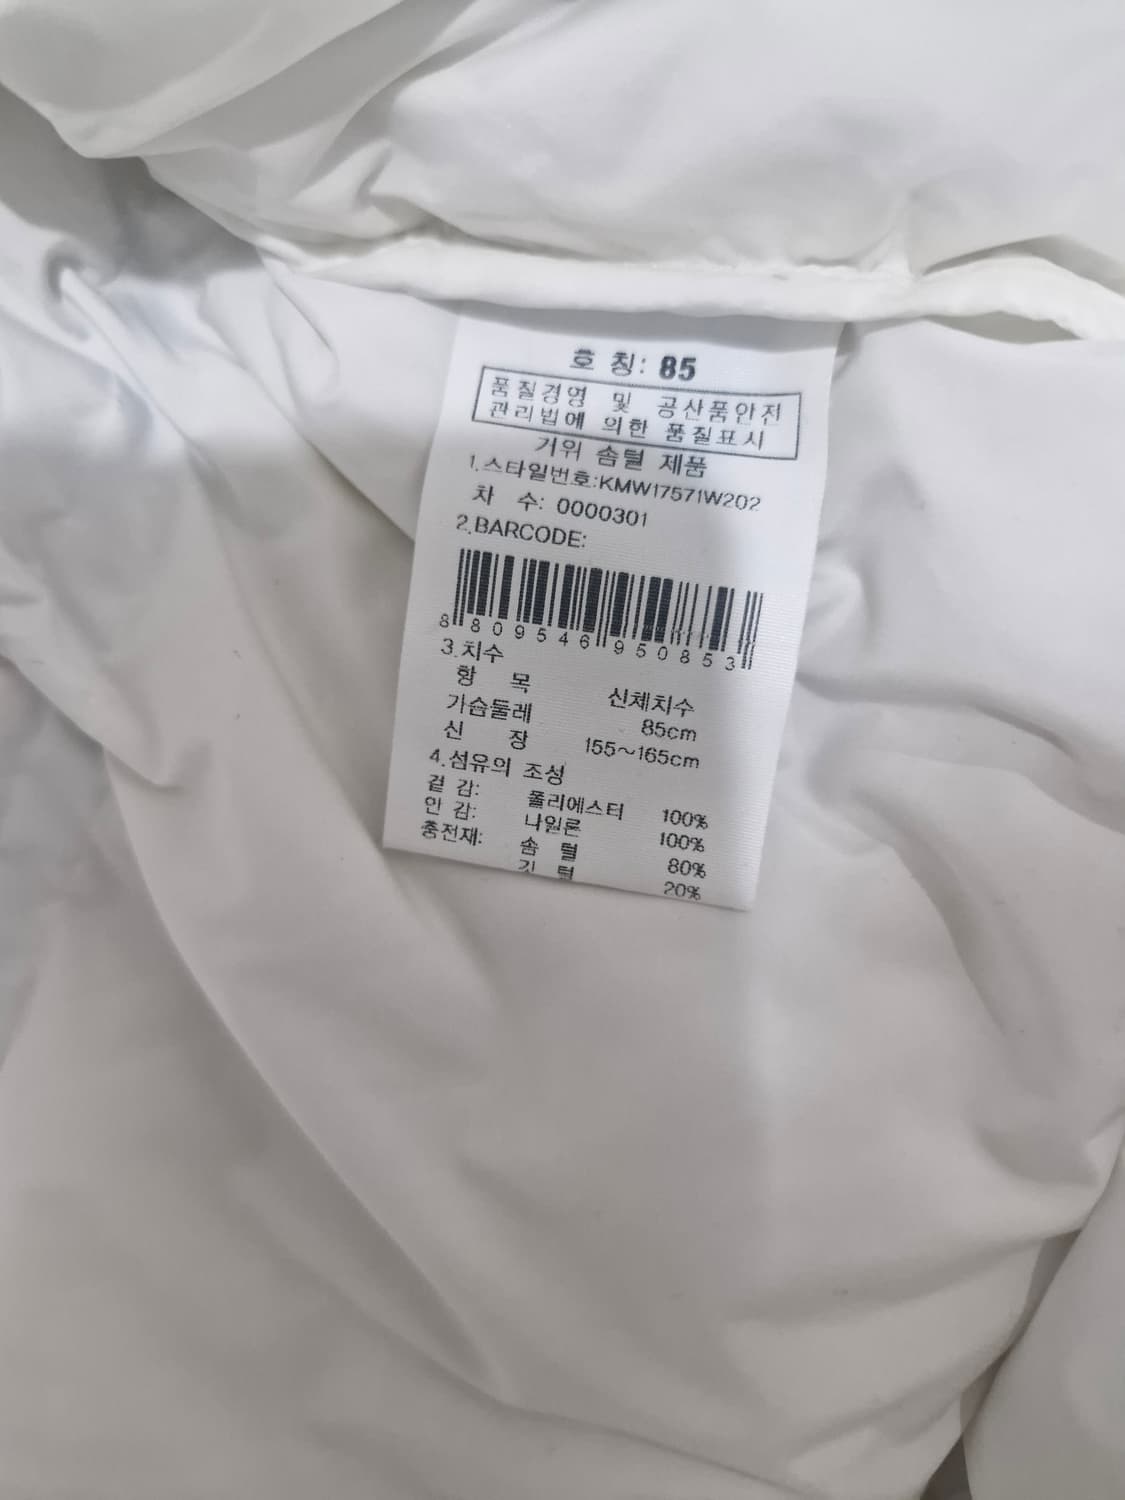 호 칭: 85
품질경영 및 공산품안전
관리법에 의한 품질표시
거위 솜털 제품
1.스타일번호:KMW17571W202
차 수: 0000301
2.BARCODE:
8 809546 950853
3.치수
항 목 신체치수
가슴둘레 85cm
신 장 155~165cm
4.섬유의 조성
겉 감: 폴리에스터 100%
안 감: 나일론 100%
충전재: 솜 털 80%
깃 털 20%